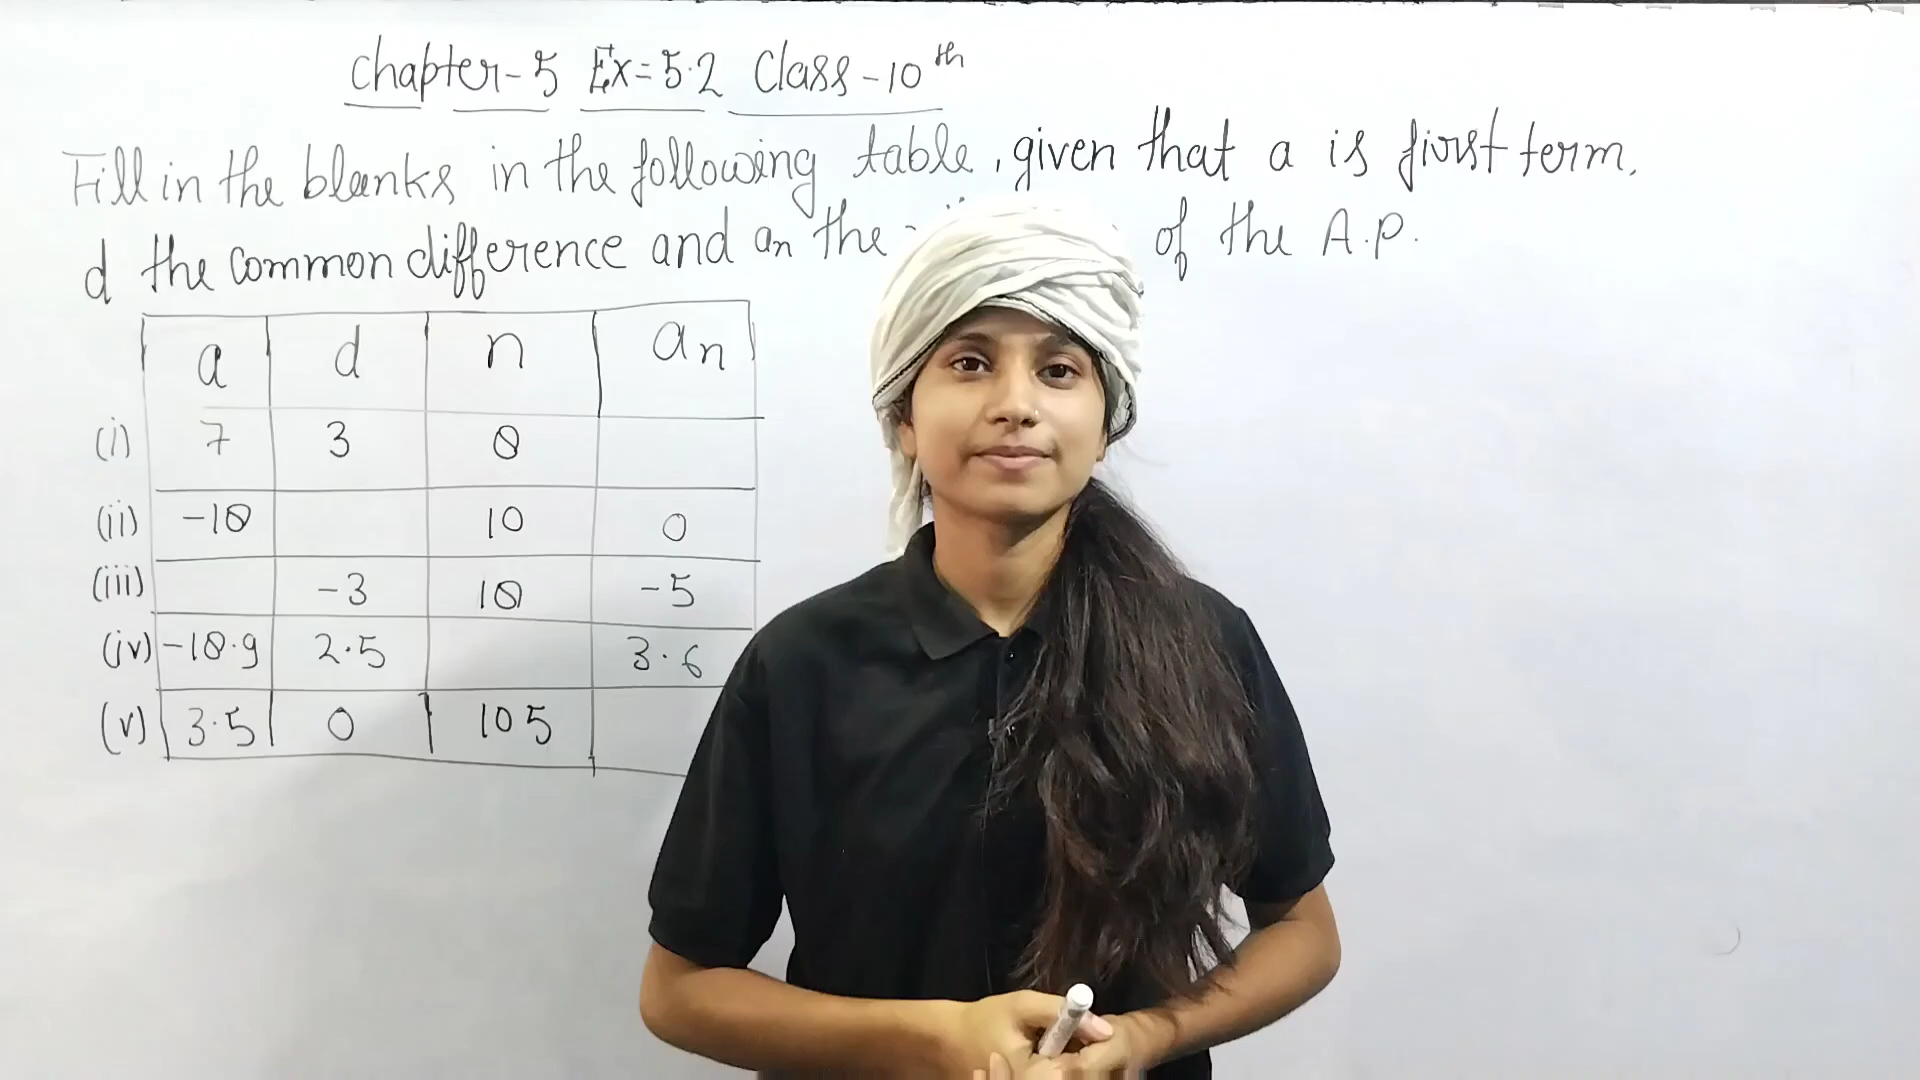 Chapter-5 Ex=5.2 Class-10th
Fill in the blanks in the following table, given that a is first term,
d the common difference and an the of the A.P.
a d n an
(i) 7 3 8
(ii) -18 10 0
(iii) -3 18 -5
(iv) -18.9 2.5 3.6
(v) 3.5 0 105